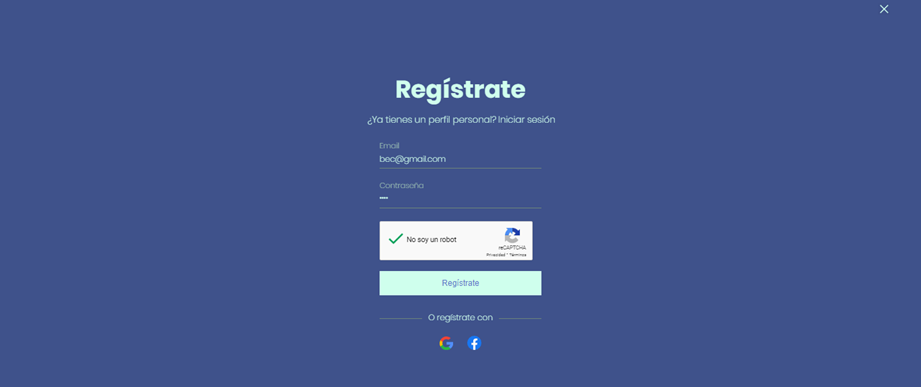 Regístrate
¿Ya tienes un perfil personal? Iniciar sesión
Email
bec@gmail.com
Contraseña
••••
No soy un robot
reCAPTCHA
Privacidad * Términos
Regístrate
O regístrate con